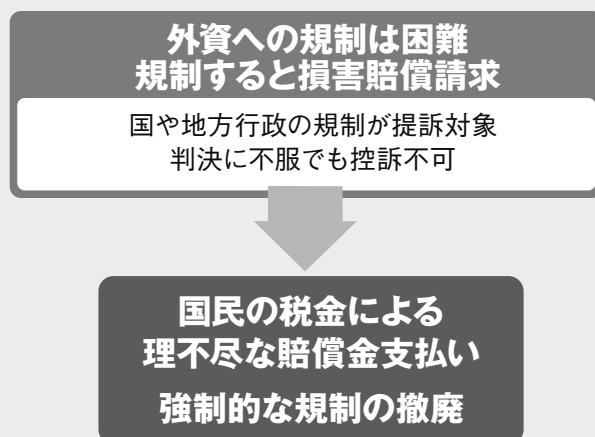 外資への規制は困難
規制すると損害賠償請求
国や地方行政の規制が提訴対象
判決に不服でも控訴不可
国民の税金による
理不尽な賠償金支払い
強制的な規制の撤廃